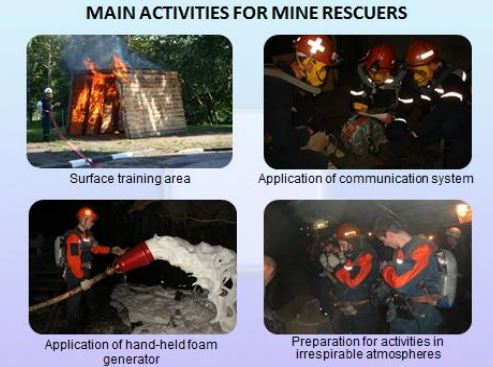 MAIN ACTIVITIES FOR MINE RESCUERS
Surface training area
Application of communication system
Application of hand-held foam
generator
Preparation for activities in
irrespirable atmospheres